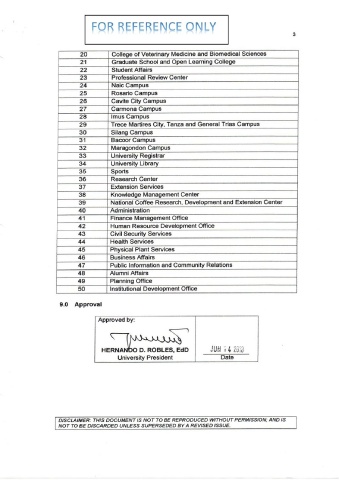 FOR REFERENCE ONLY
3
20 College of Veterinary Medicine and Biomedical Sciences
21 Graduate School and Open Learning College
22 Student Affairs
23 Professional Review Center
24 Naic Campus
25 Rosario Campus
26 Cavite City Campus
27 Carmona Campus
28 Imus Campus
29 Trece Martires City, Tanza and General Trias Campus
30 Silang Campus
31 Bacoor Campus
32 Maragondon Campus
33 University Registrar
34 University Library
35 Sports
36 Research Center
37 Extension Services
38 Knowledge Management Center
39 National Coffee Research, Development and Extension Center
40 Administration
41 Finance Management Office
42 Human Resource Development Office
43 Civil Security Services
44 Health Services
45 Physical Plant Services
46 Business Affairs
47 Public Information and Community Relations
48 Alumni Affairs
49 Planning Office
50 Institutional Development Office
9.0 Approval
Approved by:
HERNANDO D. ROBLES, EdD
University President
Date
DISCLAIMER: THIS DOCUMENT IS NOT TO BE REPRODUCED WITHOUT PERMISSION, AND IS
NOT TO BE DISCARDED UNLESS SUPERSEDED BY A REVISED ISSUE.